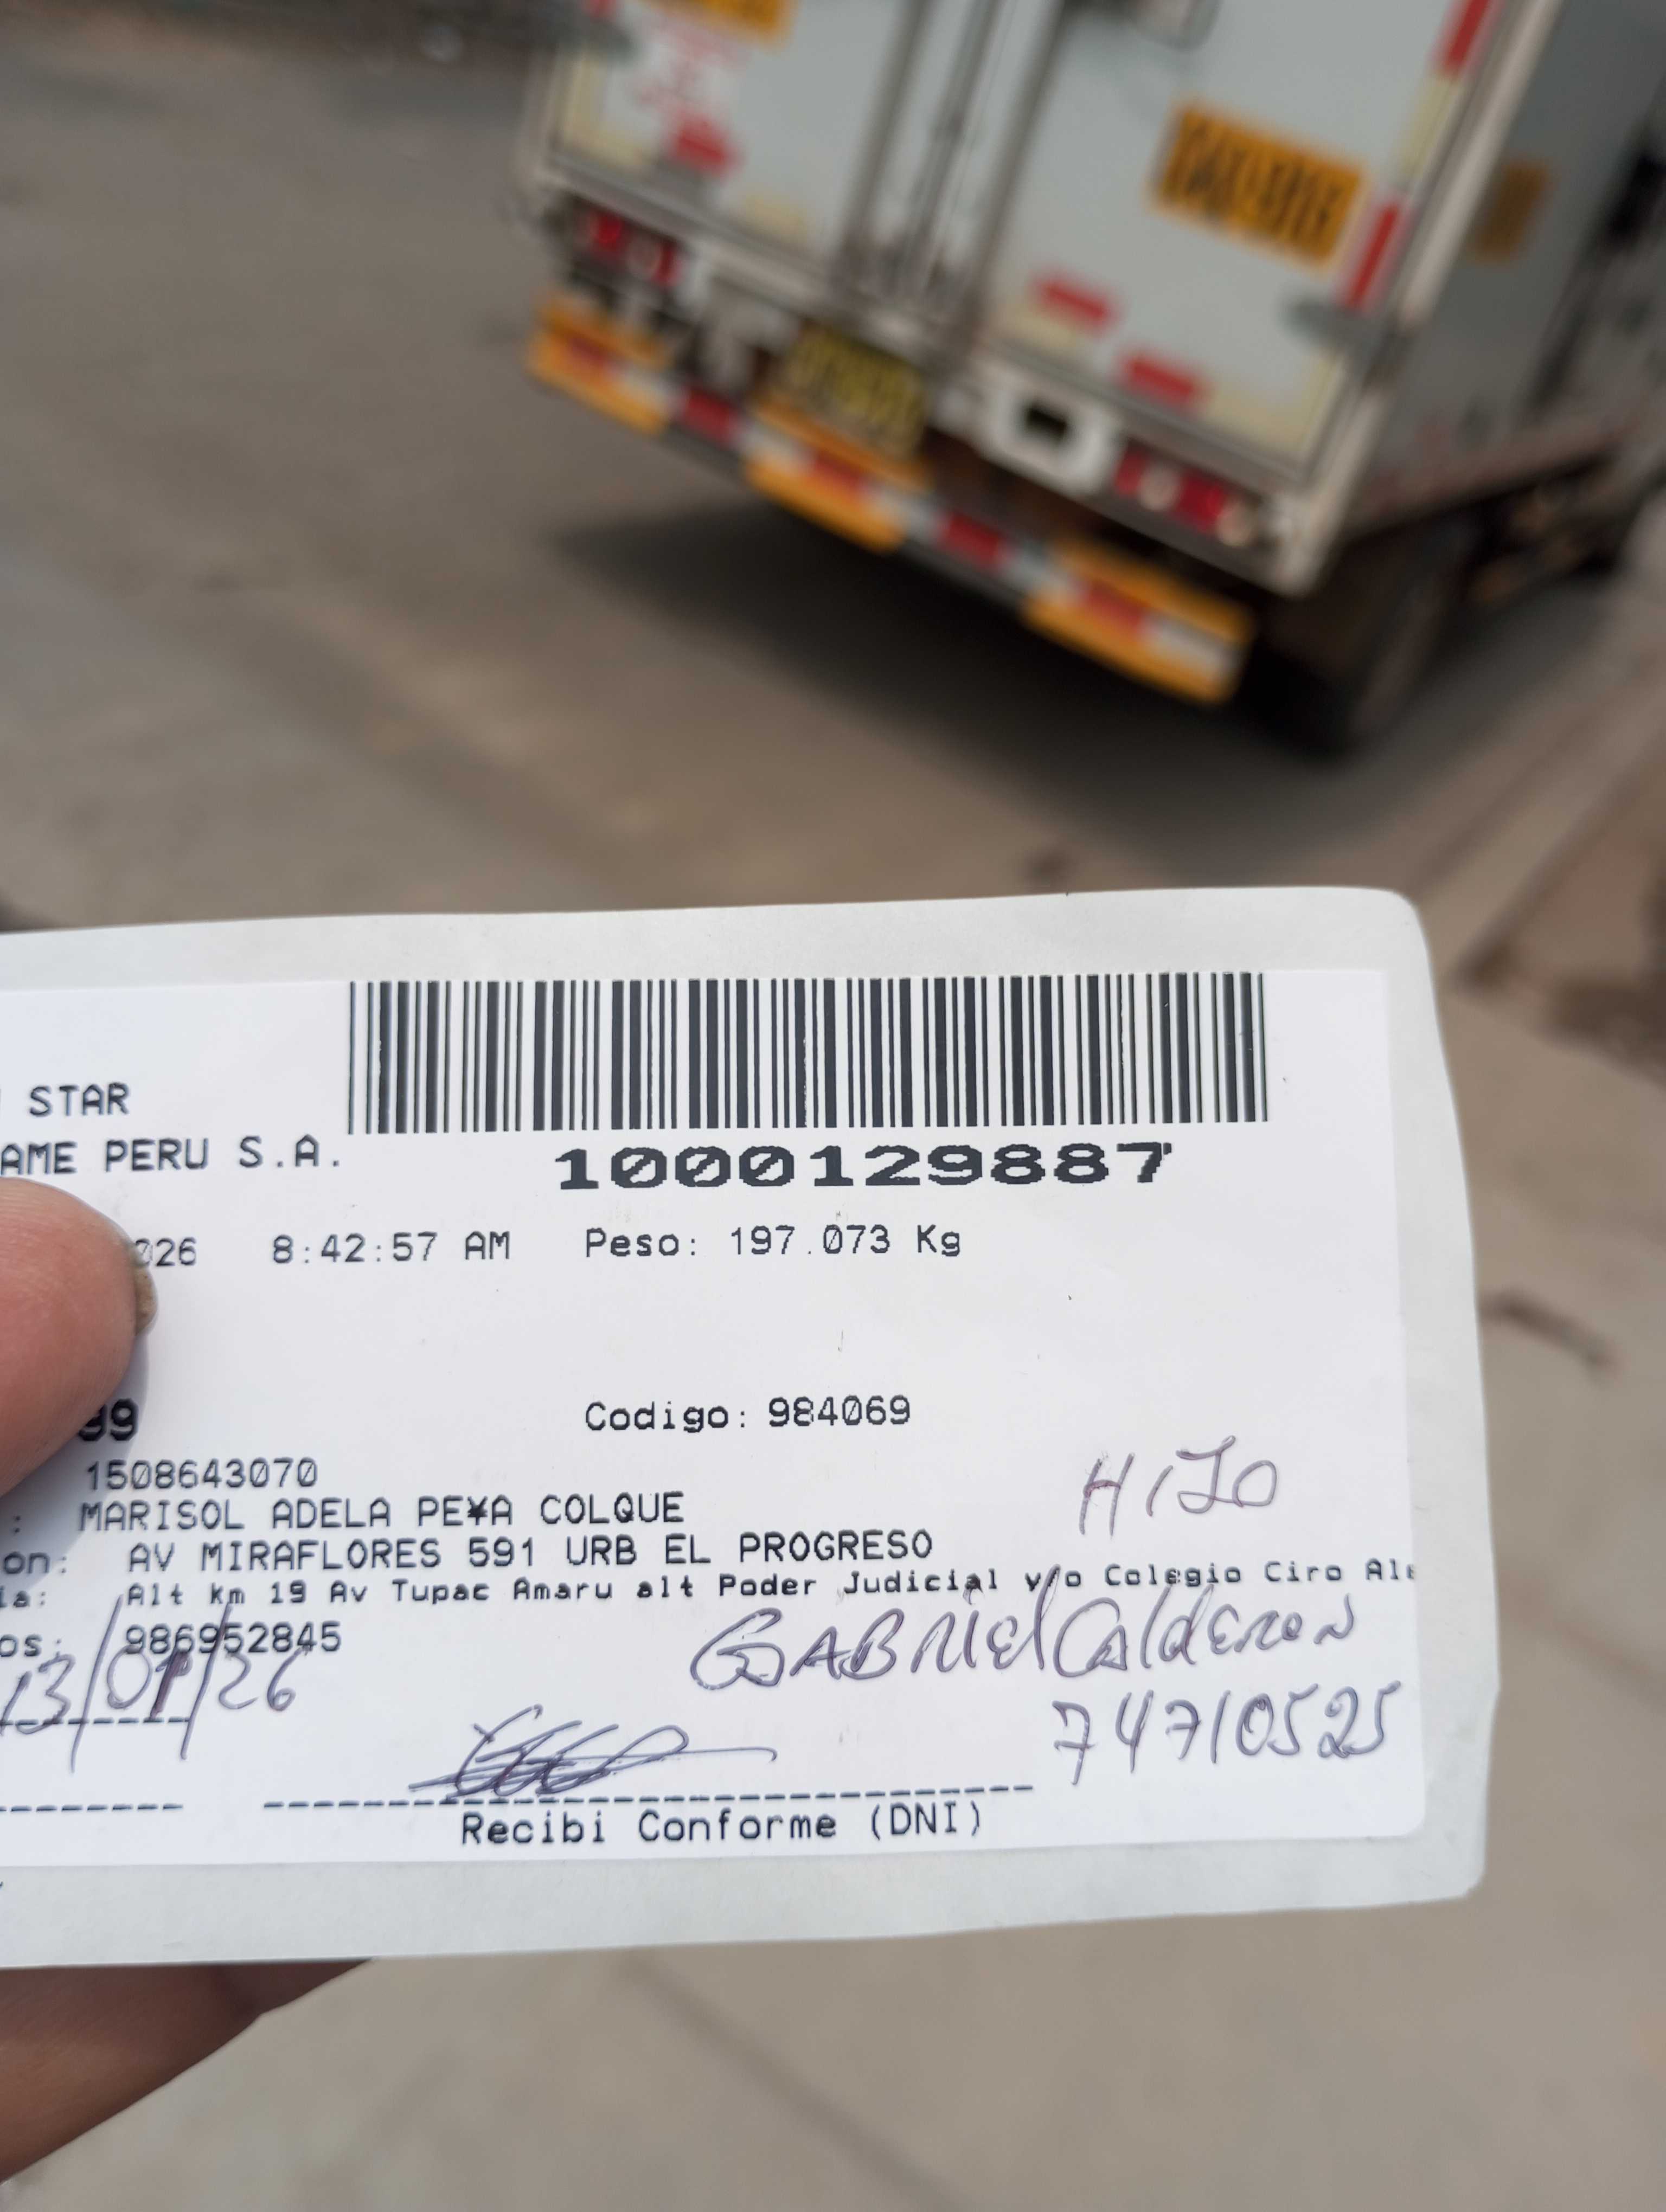 STAR
AME PERU S.A.
1000129887
026 8:42:57 AM Peso: 197.073 Kg
99 Codigo: 984069
1508643070
HIJO
: MARISOL ADELA PE¥A COLQUE
on: AV MIRAFLORES 591 URB EL PROGRESO
ia: Alt km 19 Av Tupac Amaru alt Poder Judicial y/o Colegio Ciro Ale
os: 986952845
GABRIel CaldERON
13/01/26
74710525
Recibi Conforme (DNI)